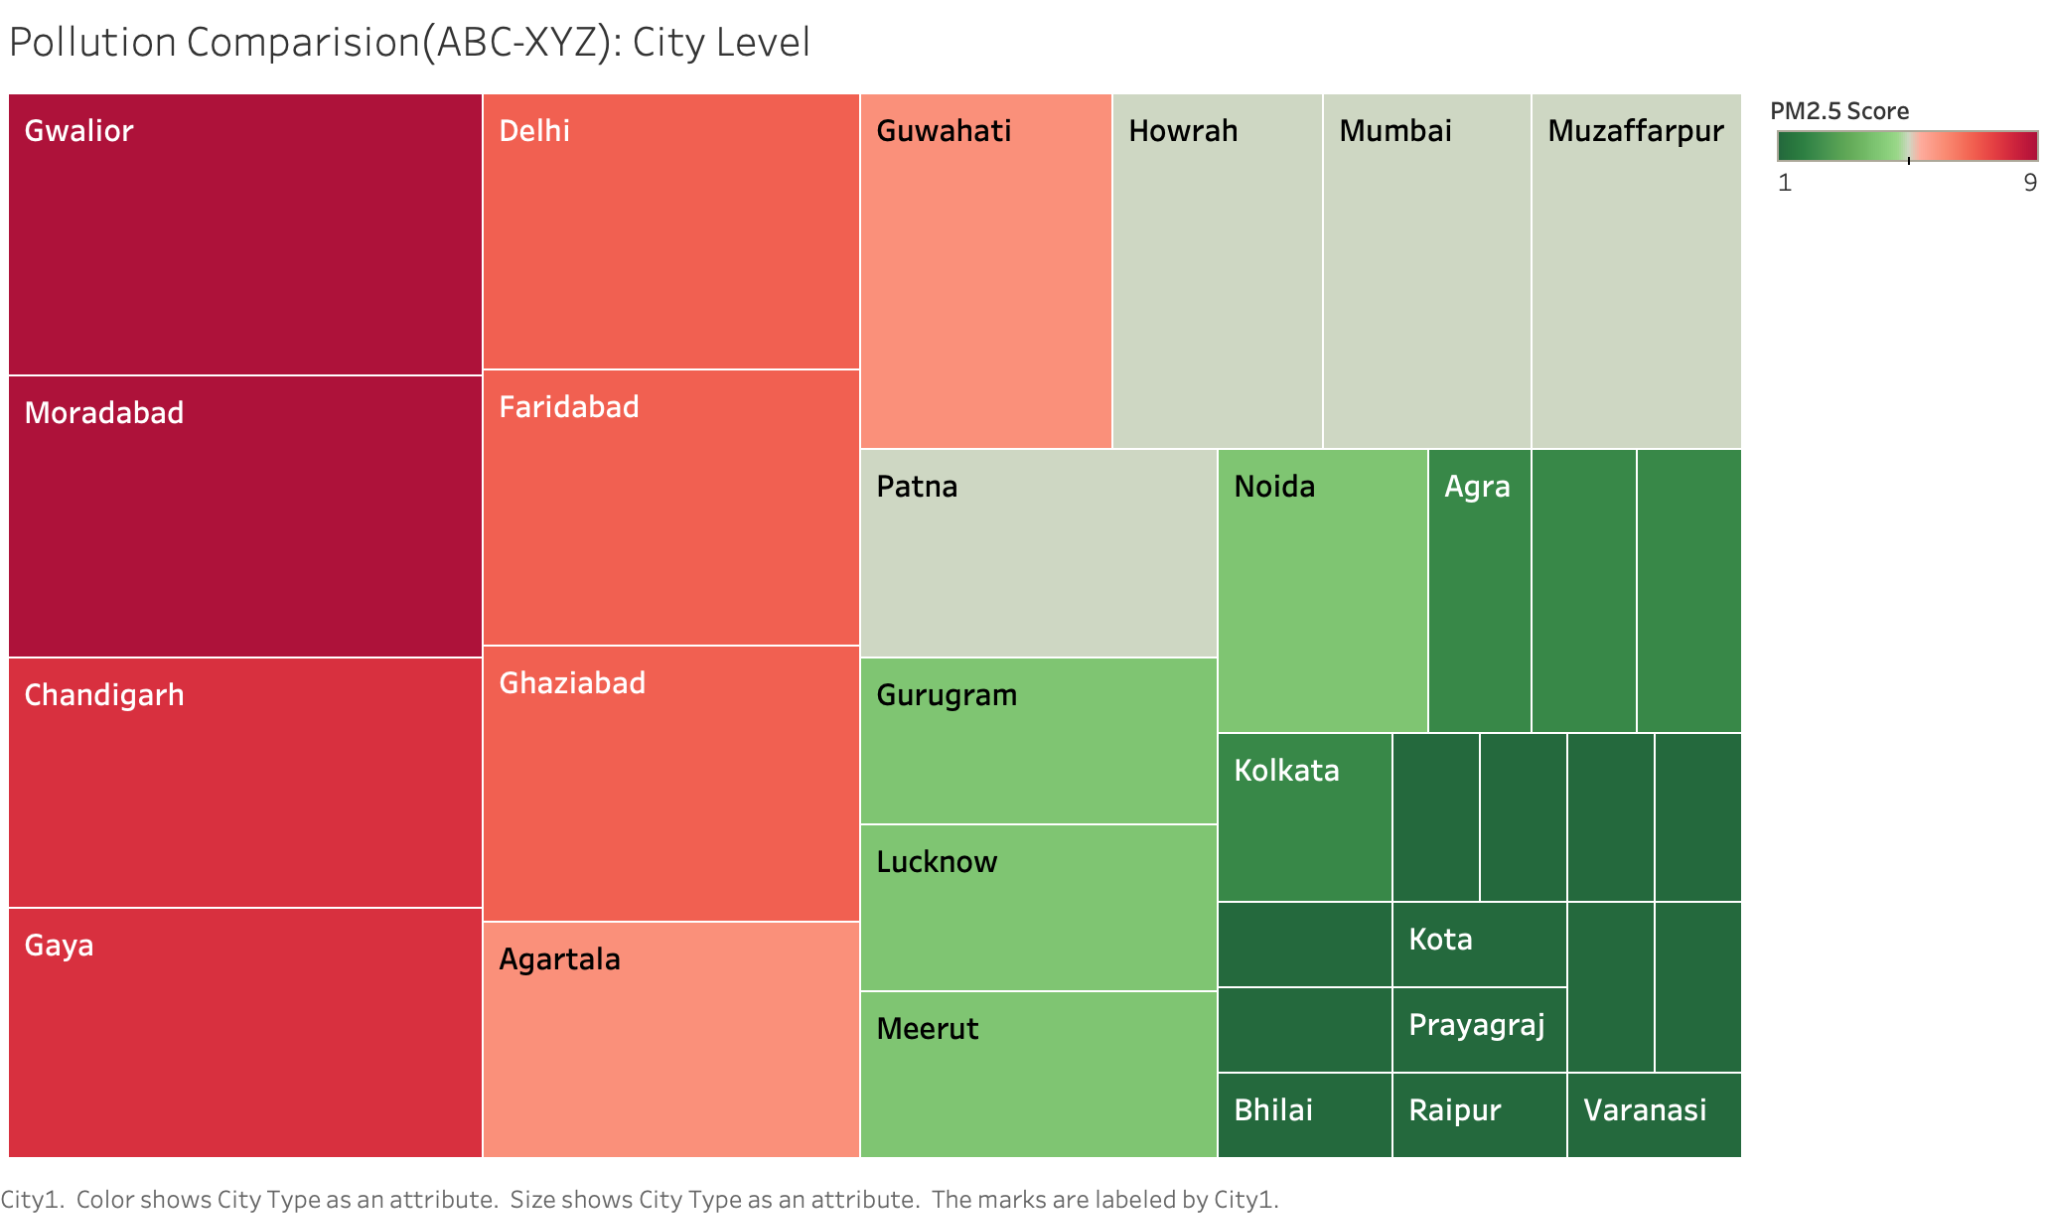 Pollution Comparision(ABC-XYZ): City Level
Gwalior
Delhi
Guwahati
Howrah
Mumbai
Muzaffarpur
PM2.5 Score
1
9
Moradabad
Faridabad
Patna
Noida
Agra
Chandigarh
Ghaziabad
Gurugram
Kolkata
Lucknow
Gaya
Agartala
Kota
Meerut
Prayagraj
Bhilai
Raipur
Varanasi
City1. Color shows City Type as an attribute. Size shows City Type as an attribute. The marks are labeled by City1.